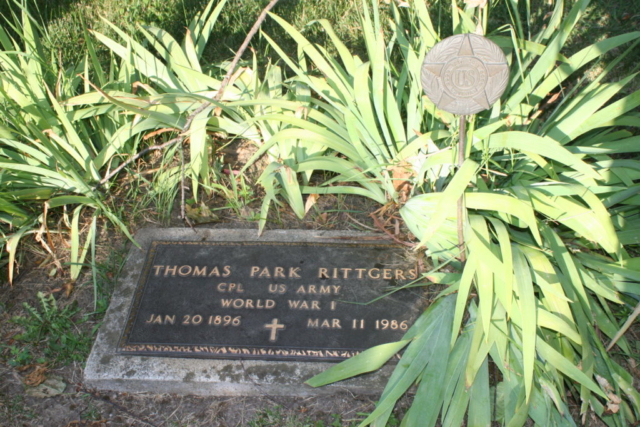 THOMAS PARK RITTGERS
CPL US ARMY
WORLD WAR I
JAN 20 1896 MAR 11 1986